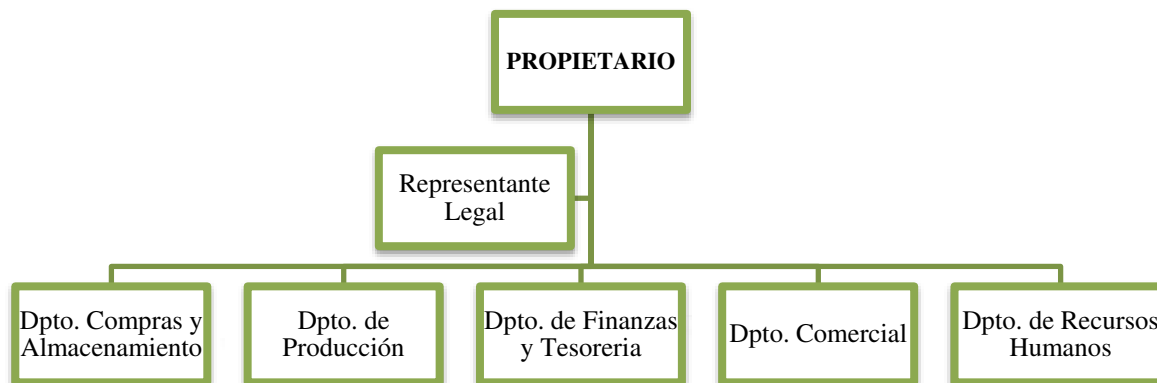 PROPIETARIO
Representante
Legal
Dpto. Compras y
Almacenamiento
Dpto. de
Producción
Dpto. de Finanzas
y Tesoreria
Dpto. Comercial
Dpto. de Recursos
Humanos